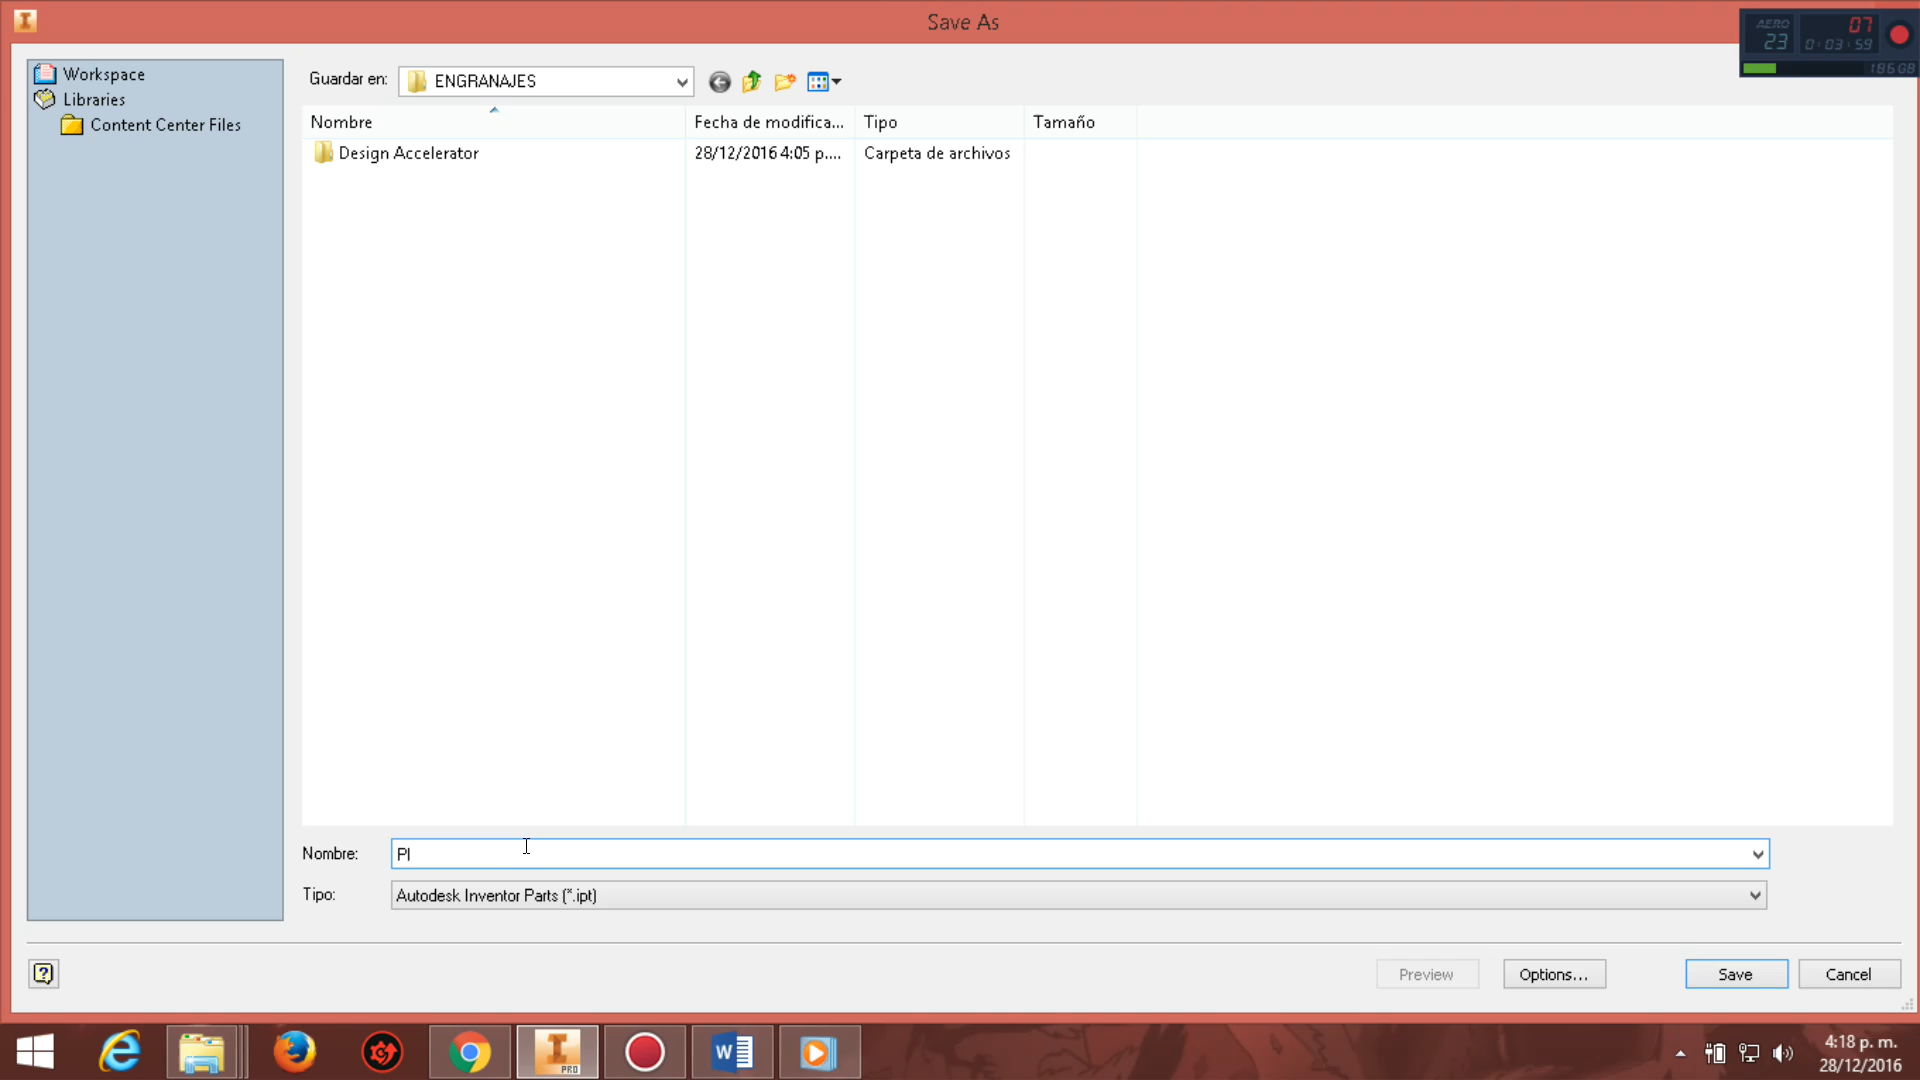 Save As
AERO
23
07
0:03:59
186GB
Workspace
Libraries
Content Center Files
Guardar en: ENGRANAJES
Nombre Fecha de modifica... Tipo Tamaño
Design Accelerator 28/12/2016 4:05 p.... Carpeta de archivos
Nombre: P
Tipo: Autodesk Inventor Parts (*.ipt)
Preview Options... Save Cancel
PRO
4:18 p. m.
28/12/2016